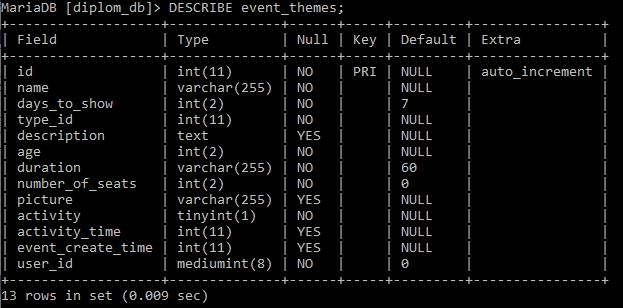 MariaDB [diplom_db]> DESCRIBE event_themes;
+-------------------+--------------+------+-----+---------+----------------+
| Field             | Type         | Null | Key | Default | Extra          |
+-------------------+--------------+------+-----+---------+----------------+
| id                | int(11)      | NO   | PRI | NULL    | auto_increment |
| name              | varchar(255) | NO   |     | NULL    |                |
| days_to_show      | int(2)       | NO   |     | 7       |                |
| type_id           | int(11)      | NO   |     | NULL    |                |
| description       | text         | YES  |     | NULL    |                |
| age               | int(2)       | NO   |     | NULL    |                |
| duration          | varchar(255) | NO   |     | 60      |                |
| number_of_seats   | int(2)       | NO   |     | 0       |                |
| picture           | varchar(255) | YES  |     | NULL    |                |
| activity          | tinyint(1)   | NO   |     | NULL    |                |
| activity_time     | int(11)      | YES  |     | NULL    |                |
| event_create_time | int(11)      | YES  |     | NULL    |                |
| user_id           | mediumint(8) | NO   |     | 0       |                |
+-------------------+--------------+------+-----+---------+----------------+
13 rows in set (0.009 sec)